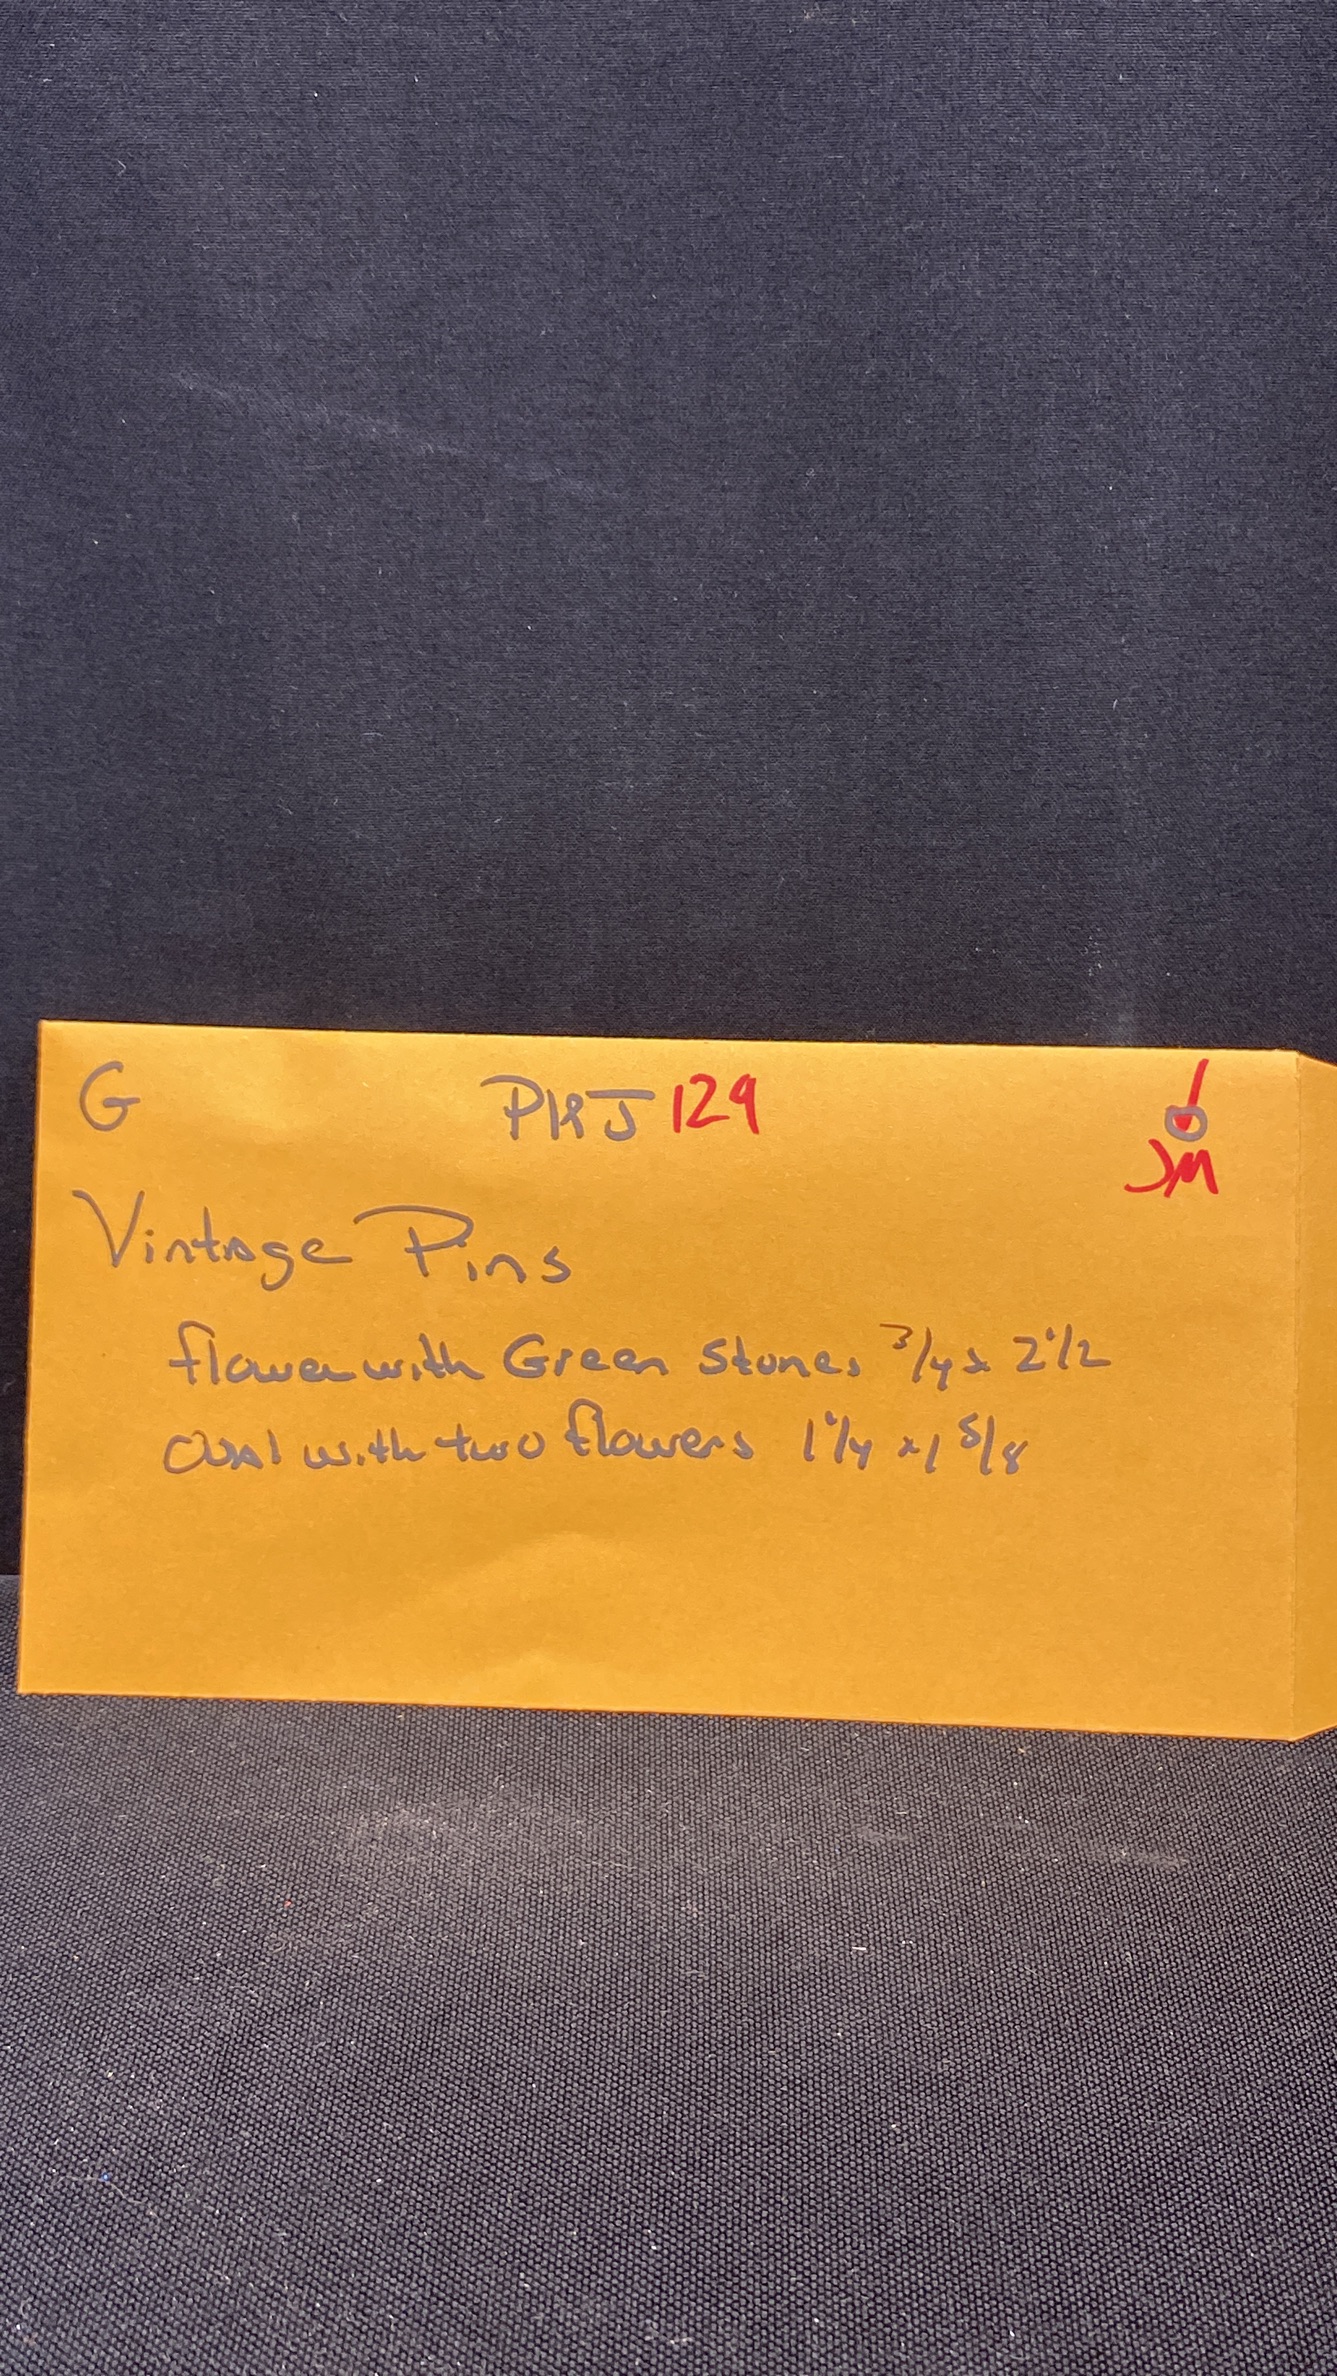 G PKJ 129
JM
Vintage Pins
flower with Green Stones 3/4 x 2 1/2
Oval with two flowers 1 1/4 x 1 5/8